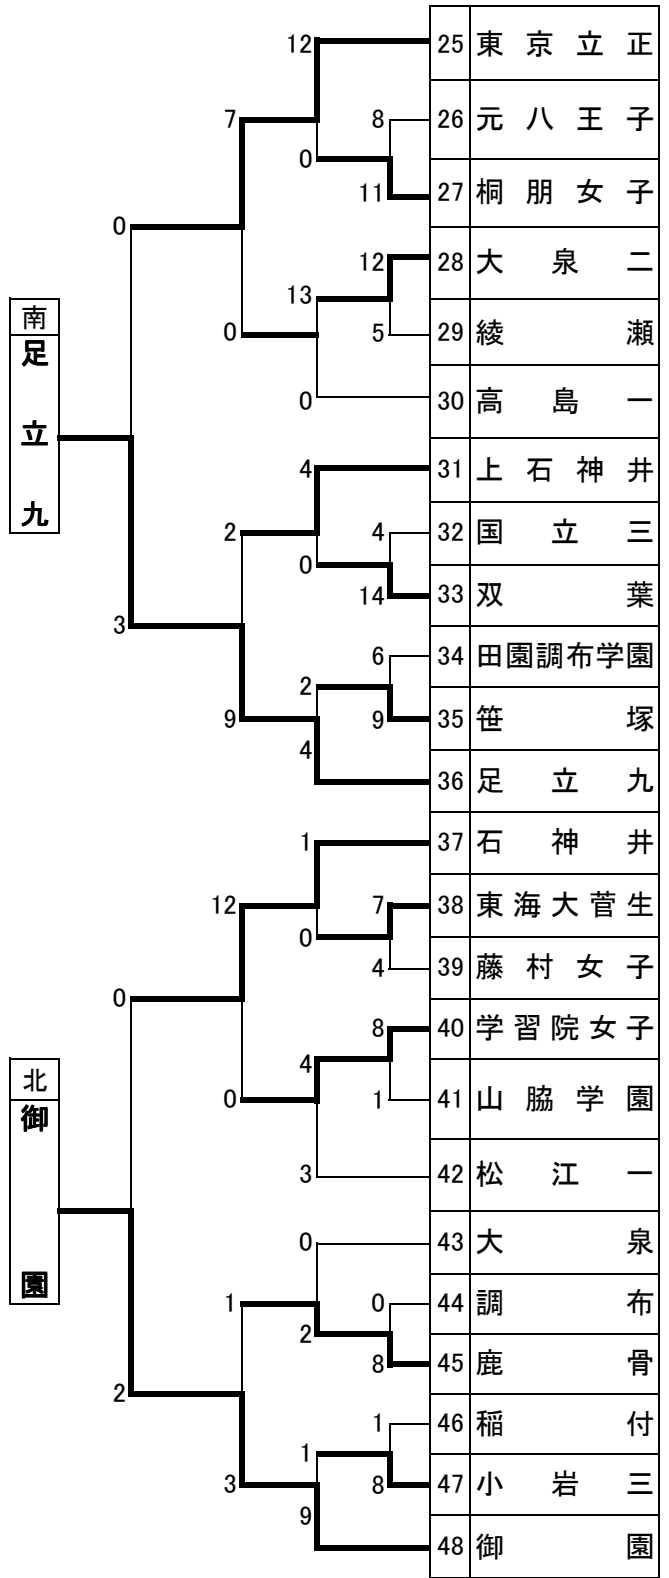 12
25 東京立正
7
8
26 元八王子
0
11
27 桐朋女子
0
12
28 大泉二
13
南
0
5
29 綾瀬
足立九
0
30 高島一
4
31 上石神井
2
4
32 国立三
0
14
33 双葉
3
6
34 田園調布学園
2
9
9
35 笹塚
4
36 足立九
1
37 石神井
12
7
38 東海大菅生
0
4
39 藤村女子
0
8
40 学習院女子
4
北
0
1
41 山脇学園
御園
3
42 松江一
0
43 大泉
1
0
44 調布
2
8
45 鹿骨
2
1
46 稲付
1
3
8
47 小岩三
9
48 御園